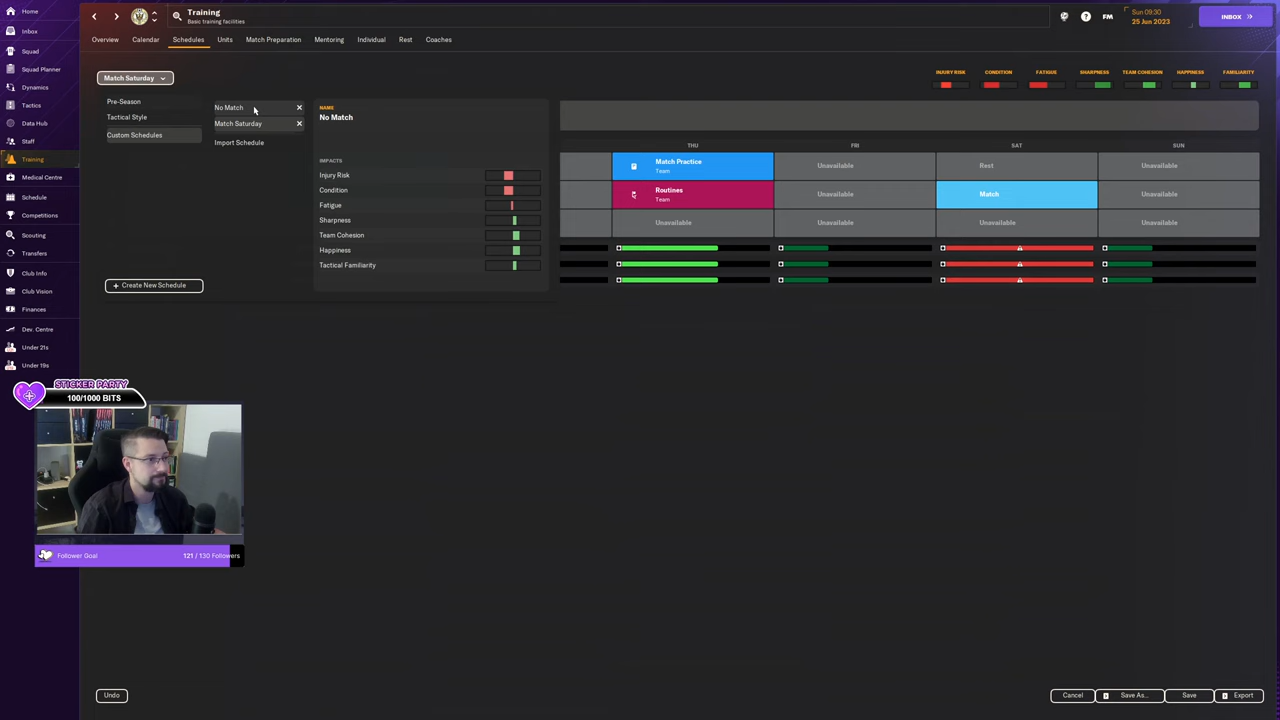 Home
Inbox
Squad
Squad Planner
Dynamics
Tactics
Data Hub
Staff
Training
Medical Centre
Schedule
Competitions
Scouting
Transfers
Club Info
Club Vision
Finances
Dev. Centre
Under 21s
Under 19s
Training
Basic training facilities
FM
Sun 09:30
25 Jun 2023
INBOX
Overview
Calendar
Schedules
Units
Match Preparation
Mentoring
Individual
Rest
Coaches
Match Saturday
INJURY RISK
CONDITION
FATIGUE
SHARPNESS
TEAM COHESION
HAPPINESS
FAMILIARITY
Pre-Season
Tactical Style
Custom Schedules
+ Create New Schedule
No Match
Match Saturday
Import Schedule
NAME
No Match
IMPACTS
Injury Risk
Condition
Fatigue
Sharpness
Team Cohesion
Happiness
Tactical Familiarity
THU
FRI
SAT
SUN
Match Practice
Team
Unavailable
Rest
Unavailable
Routines
Team
Unavailable
Match
Unavailable
Unavailable
Unavailable
Unavailable
Unavailable
STICKER PARTY
100/1000 BITS
Follower Goal
121 / 130 Followers
Undo
Cancel
Save As...
Save
Export